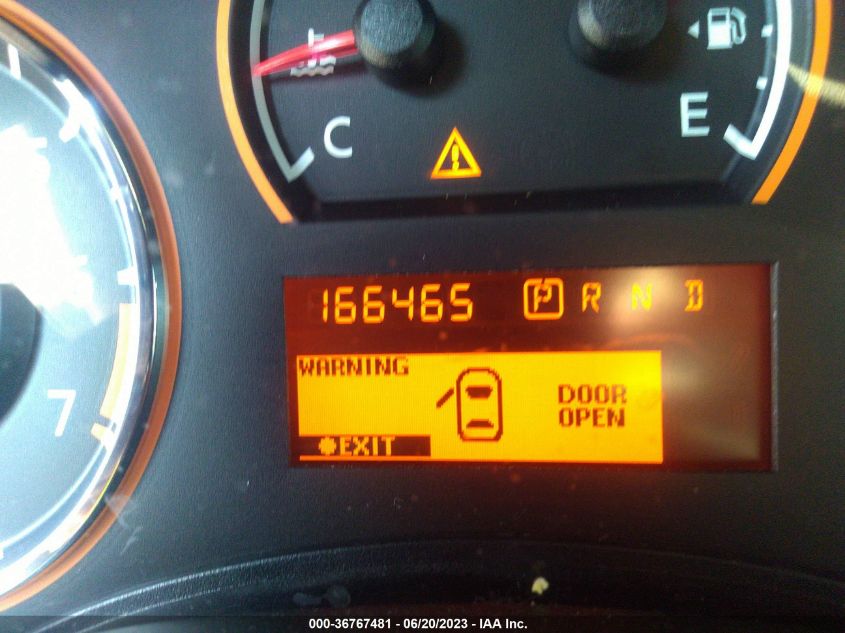 C
E
7
166465 P R N D
WARNING
DOOR
OPEN
EXIT
000-36767481 - 06/20/2023 - IAA Inc.